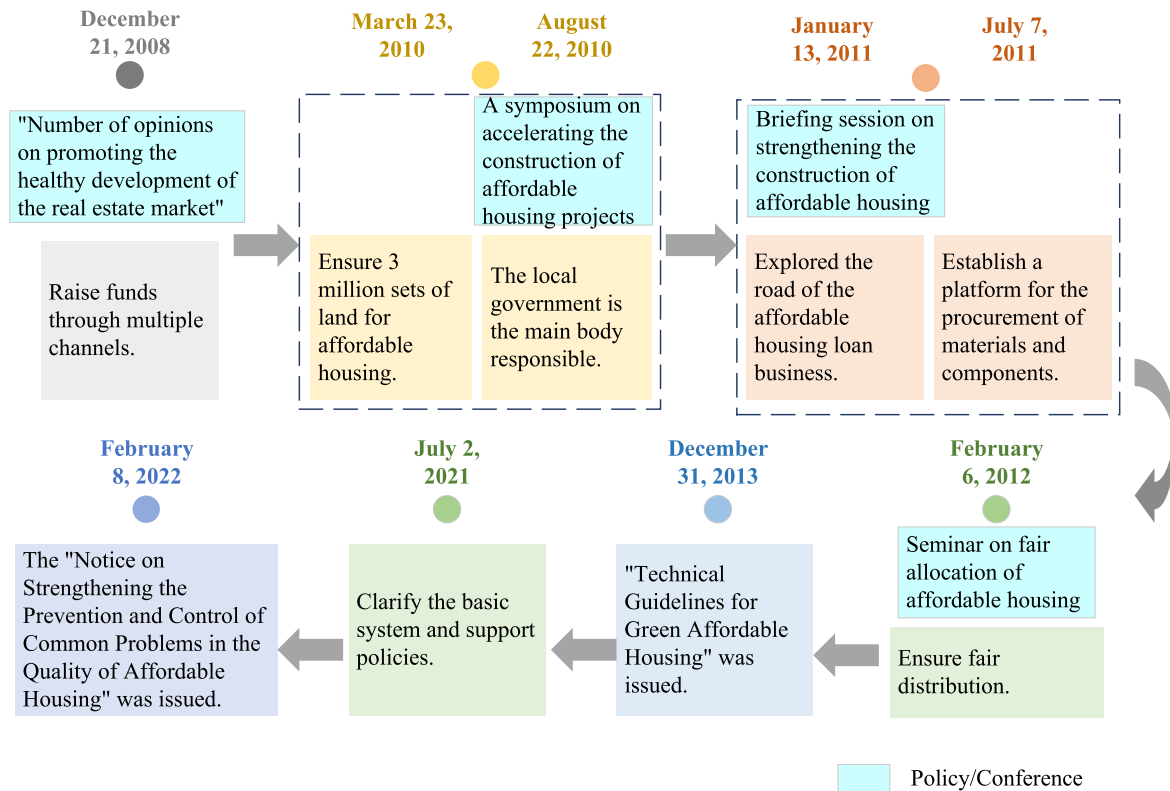 December
21, 2008
"Number of opinions
on promoting the
healthy development of
the real estate market"
Raise funds
through multiple
channels.
March 23,
2010
Ensure 3
million sets of
land for
affordable
housing.
August
22, 2010
A symposium on
accelerating the
construction of
affordable
housing projects
The local
government is
the main body
responsible.
January
13, 2011
Briefing session on
strengthening the
construction of
affordable housing
Explored the
road of the
affordable
housing loan
business.
July 7,
2011
Establish a
platform for the
procurement of
materials and
components.
February
6, 2012
Seminar on fair
allocation of
affordable housing
Ensure fair
distribution.
December
31, 2013
"Technical
Guidelines for
Green Affordable
Housing" was
issued.
July 2,
2021
Clarify the basic
system and support
policies.
February
8, 2022
The "Notice on
Strengthening the
Prevention and Control of
Common Problems in the
Quality of Affordable
Housing" was issued.
Policy/Conference